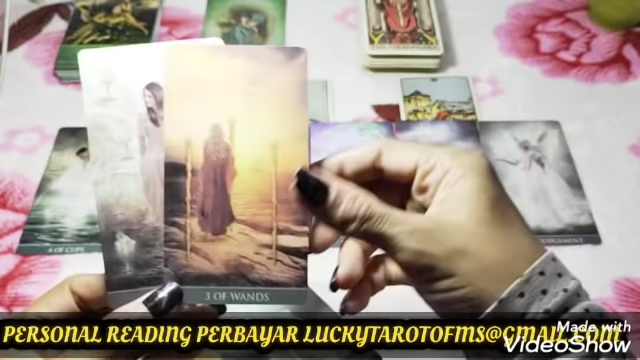 3 OF WANDS
4 OF CUPS
JUDGEMENT
PERSONAL READING PERBAYAR LUCKYTAROTOFMS@GMAIL.COM
Made with
VideoShow